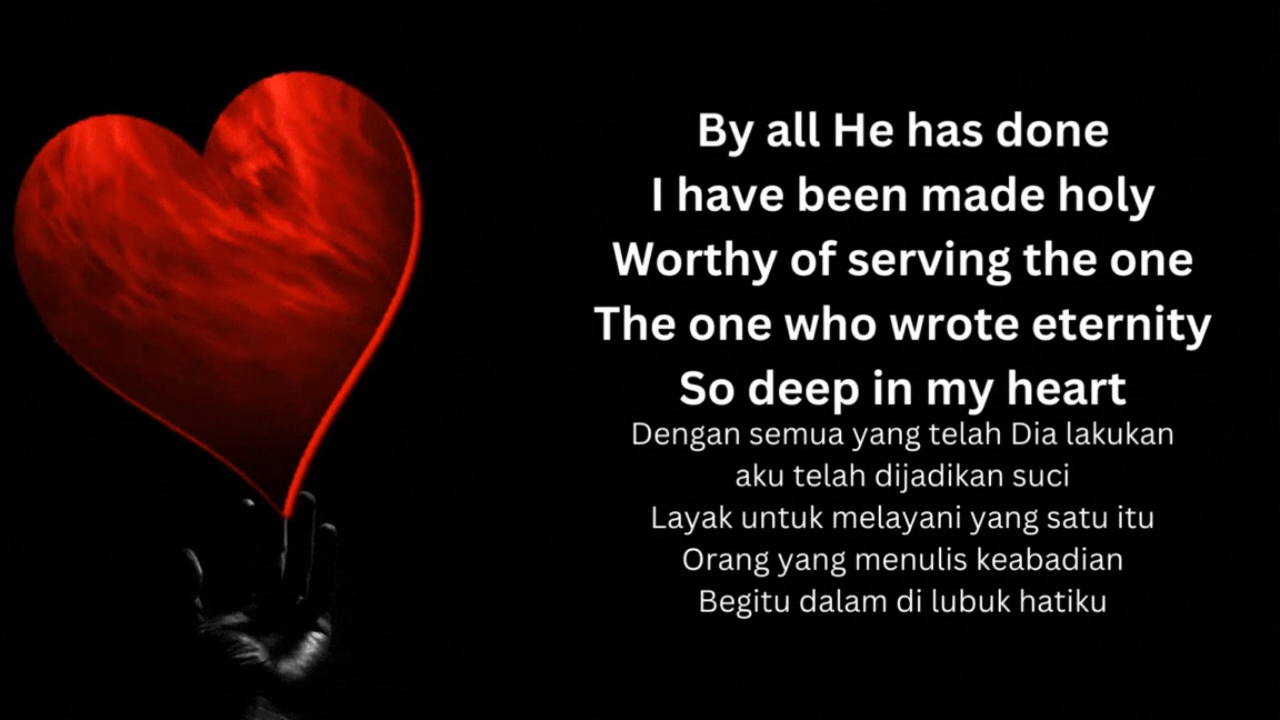 By all He has done
I have been made holy
Worthy of serving the one
The one who wrote eternity
So deep in my heart
Dengan semua yang telah Dia lakukan
aku telah dijadikan suci
Layak untuk melayani yang satu itu
Orang yang menulis keabadian
Begitu dalam di lubuk hatiku